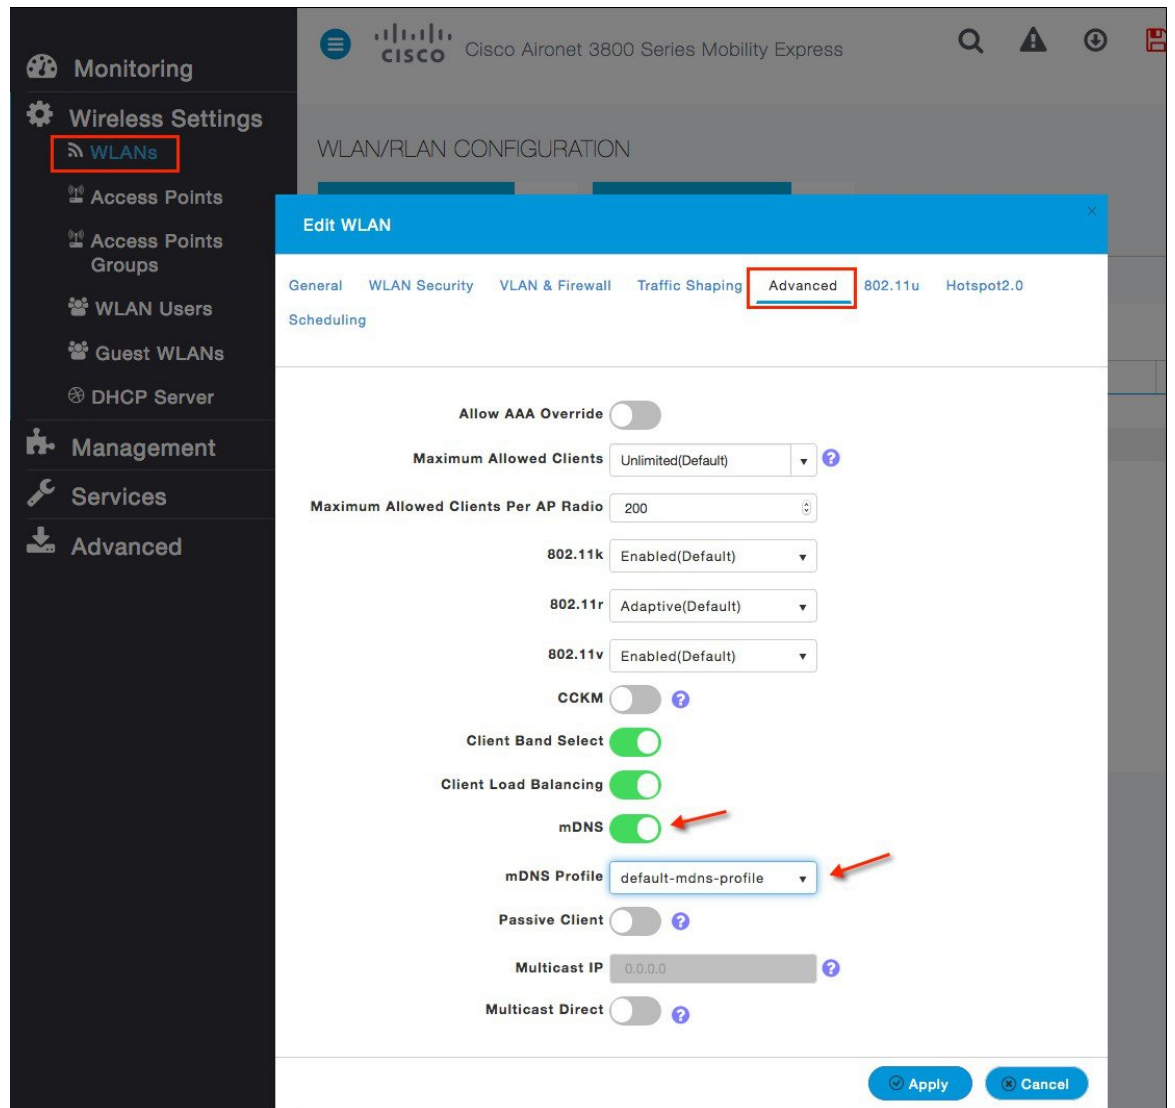 Monitoring
Wireless Settings
WLANs
Access Points
Access Points
Groups
WLAN Users
Guest WLANs
DHCP Server
Management
Services
Advanced
CISCO Cisco Aironet 3800 Series Mobility Express
WLAN/RLAN CONFIGURATION
Edit WLAN
General WLAN Security VLAN & Firewall Traffic Shaping Advanced 802.11u Hotspot2.0
Scheduling
Allow AAA Override
Maximum Allowed Clients Unlimited(Default) ?
Maximum Allowed Clients Per AP Radio 200
802.11k Enabled(Default)
802.11r Adaptive(Default)
802.11v Enabled(Default)
CCKM ?
Client Band Select
Client Load Balancing
mDNS
mDNS Profile default-mdns-profile
Passive Client ?
Multicast IP 0.0.0.0 ?
Multicast Direct ?
Apply Cancel